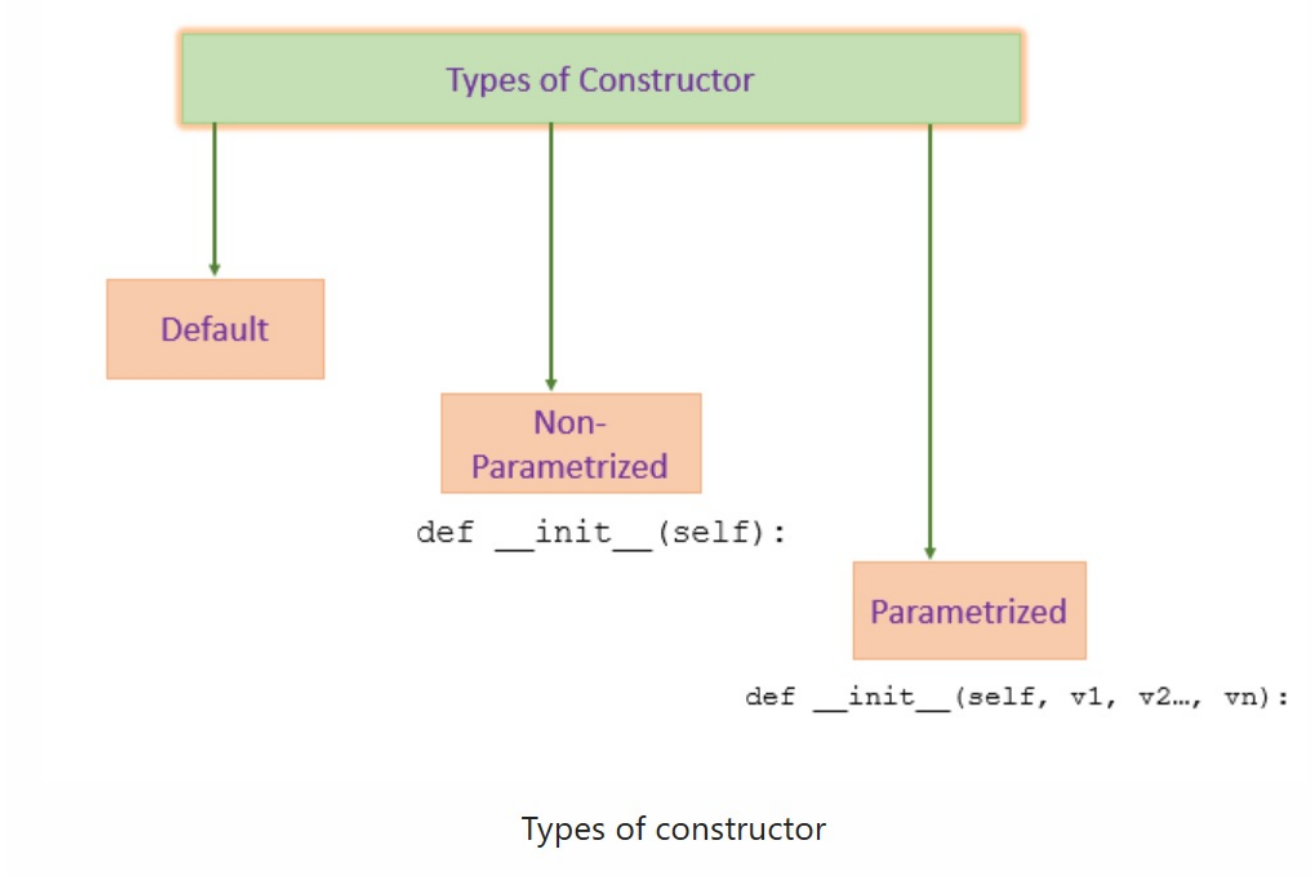 Types of Constructor
Default
Non-
Parametrized
def __init__(self):
Parametrized
def __init__(self, v1, v2…, vn):
Types of constructor